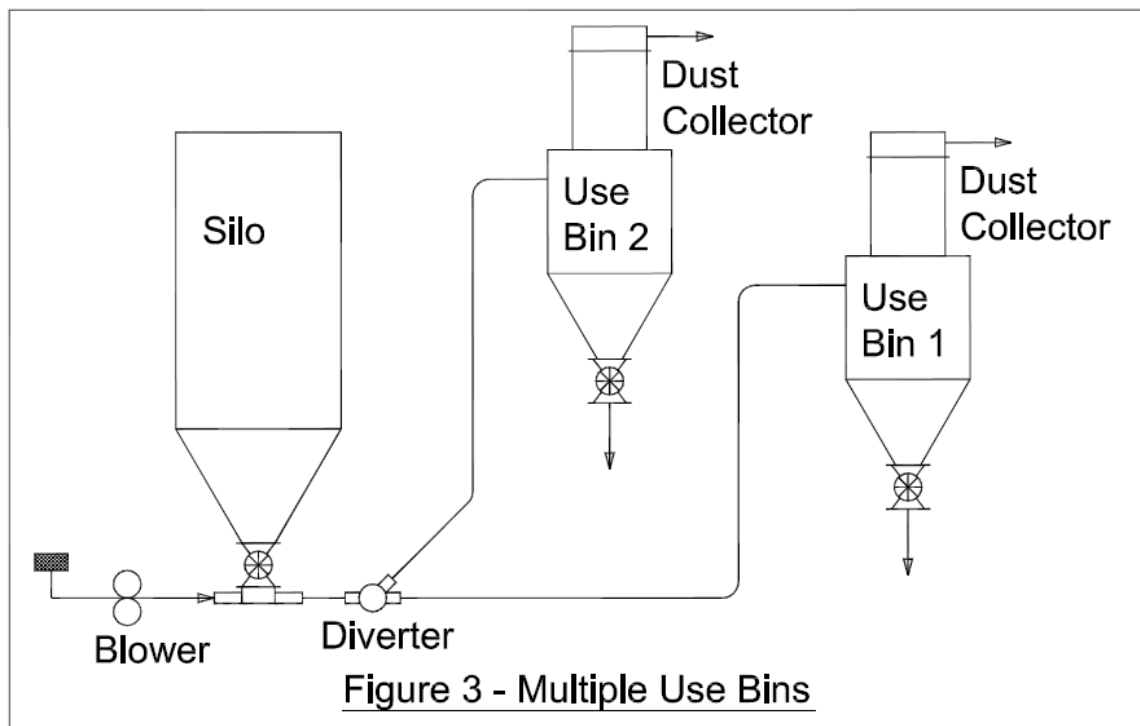 Dust
Collector
Use
Bin 2
Dust
Collector
Silo
Use
Bin 1
Blower
Diverter
Figure 3 - Multiple Use Bins